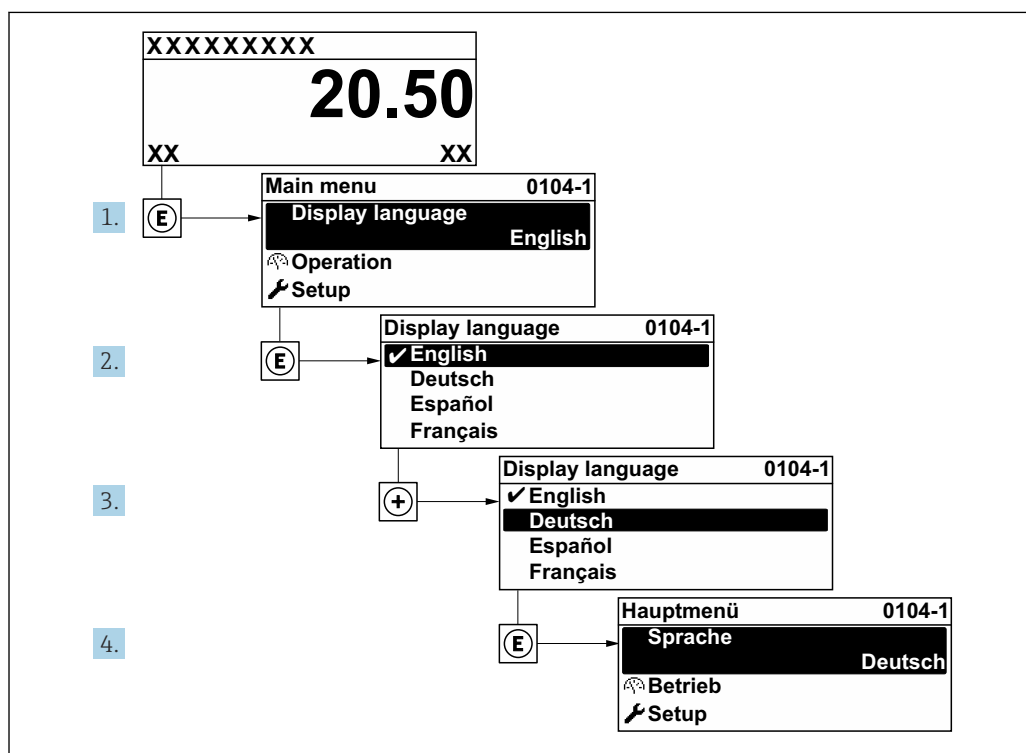 XXXXXXXXX
20.50
XX XX
1. E
Main menu 0104-1
Display language
English
Operation
Setup
2. E
Display language 0104-1
✔English
Deutsch
Español
Français
3. +
Display language 0104-1
✔English
Deutsch
Español
Français
4. E
Hauptmenü 0104-1
Sprache
Deutsch
Betrieb
Setup